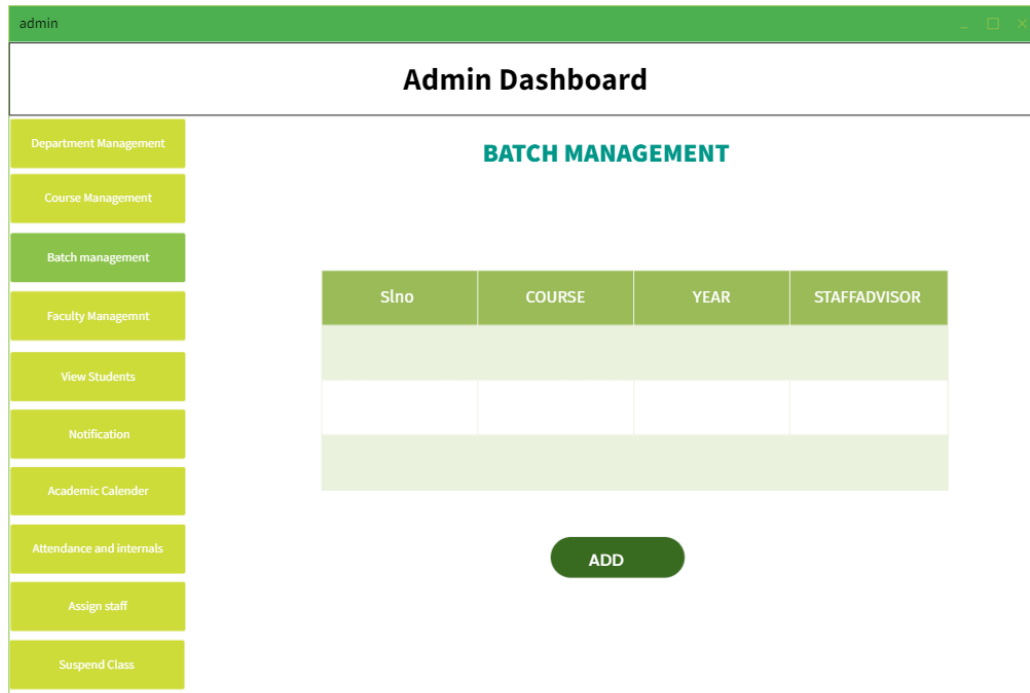 admin
Admin Dashboard
Department Management
Course Management
Batch management
Faculty Managemnt
View Students
Notification
Academic Calender
Attendance and internals
Assign staff
Suspend Class
BATCH MANAGEMENT
Slno COURSE YEAR STAFFADVISOR
ADD